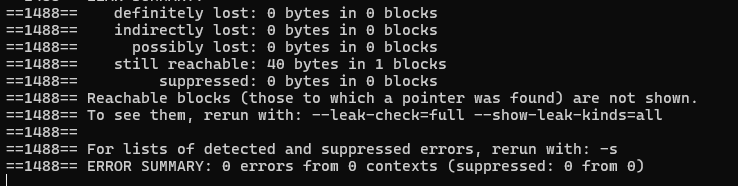 ==1488==    definitely lost: 0 bytes in 0 blocks
==1488==    indirectly lost: 0 bytes in 0 blocks
==1488==      possibly lost: 0 bytes in 0 blocks
==1488==    still reachable: 40 bytes in 1 blocks
==1488==         suppressed: 0 bytes in 0 blocks
==1488== Reachable blocks (those to which a pointer was found) are not shown.
==1488== To see them, rerun with: --leak-check=full --show-leak-kinds=all
==1488==
==1488== For lists of detected and suppressed errors, rerun with: -s
==1488== ERROR SUMMARY: 0 errors from 0 contexts (suppressed: 0 from 0)